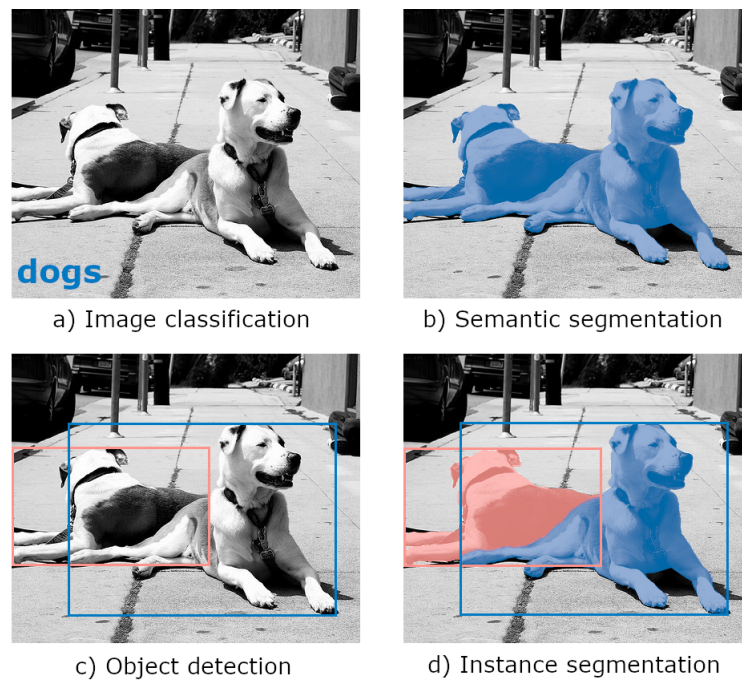 dogs
a) Image classification
b) Semantic segmentation
c) Object detection
d) Instance segmentation